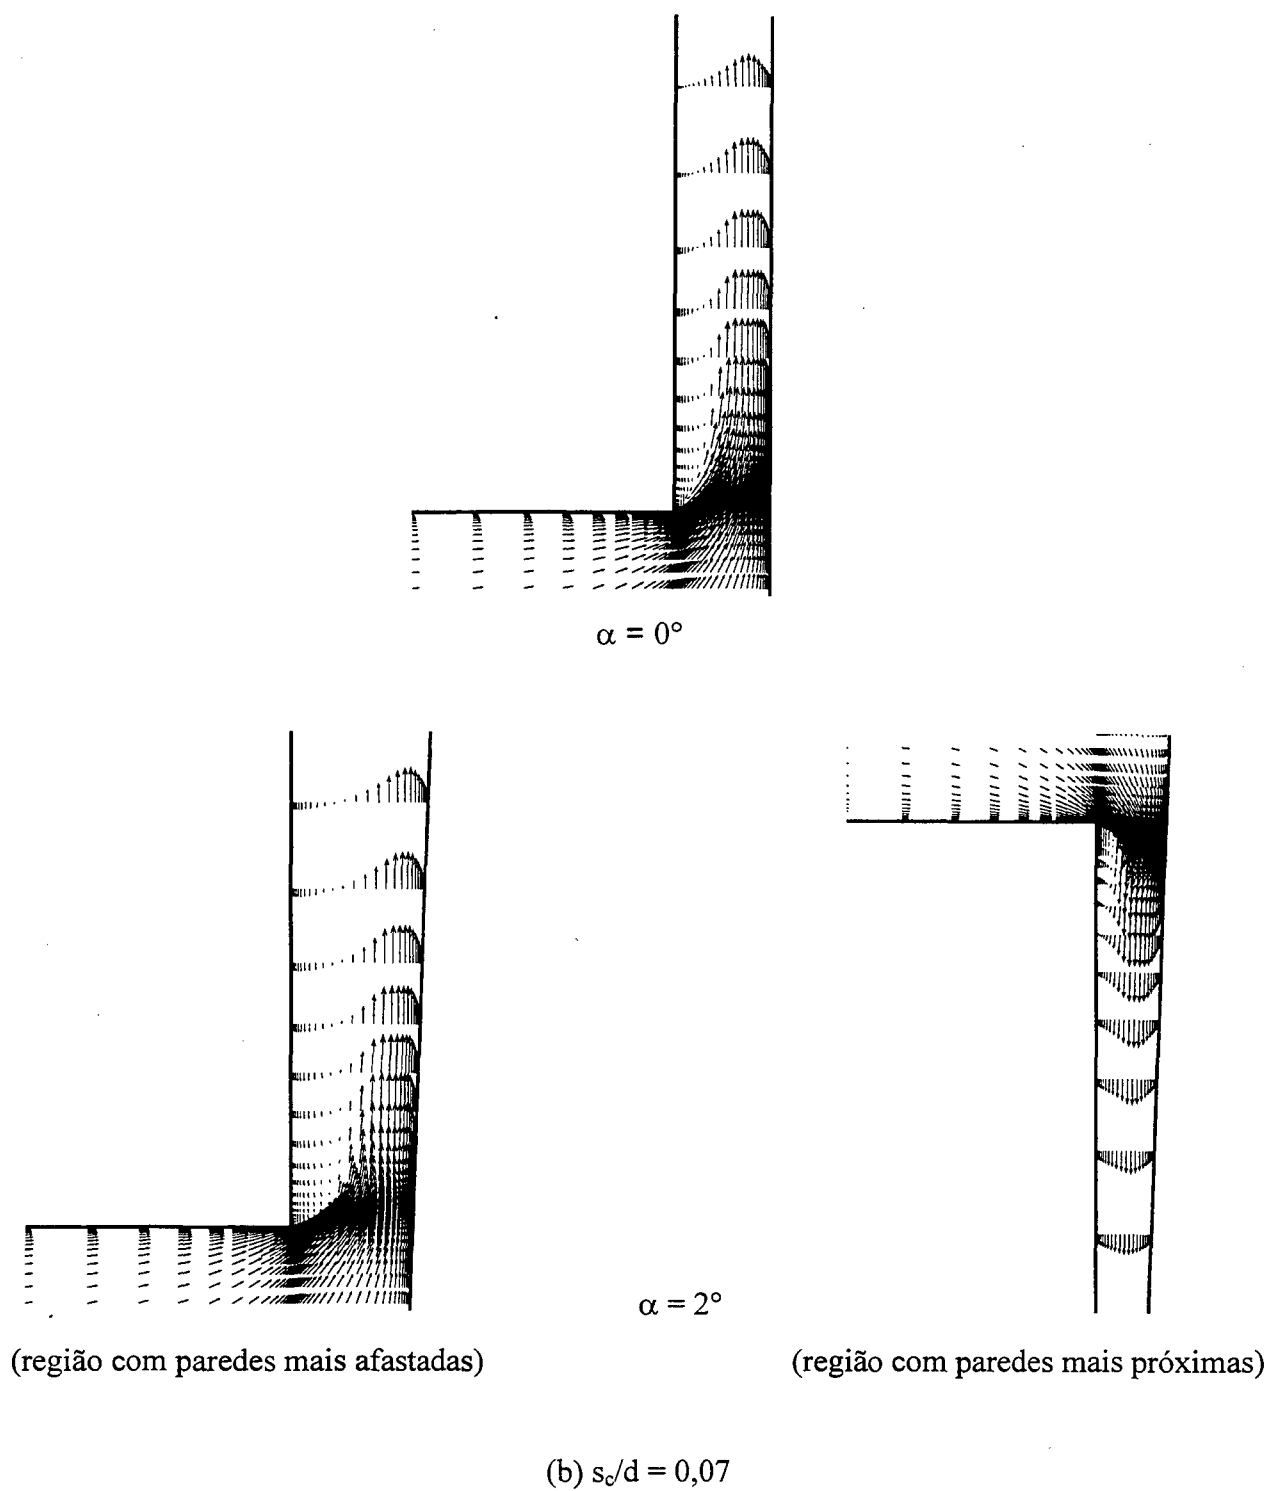 α = 0°
α = 2°
(região com paredes mais afastadas)
(região com paredes mais próximas)
(b) s_c/d = 0,07